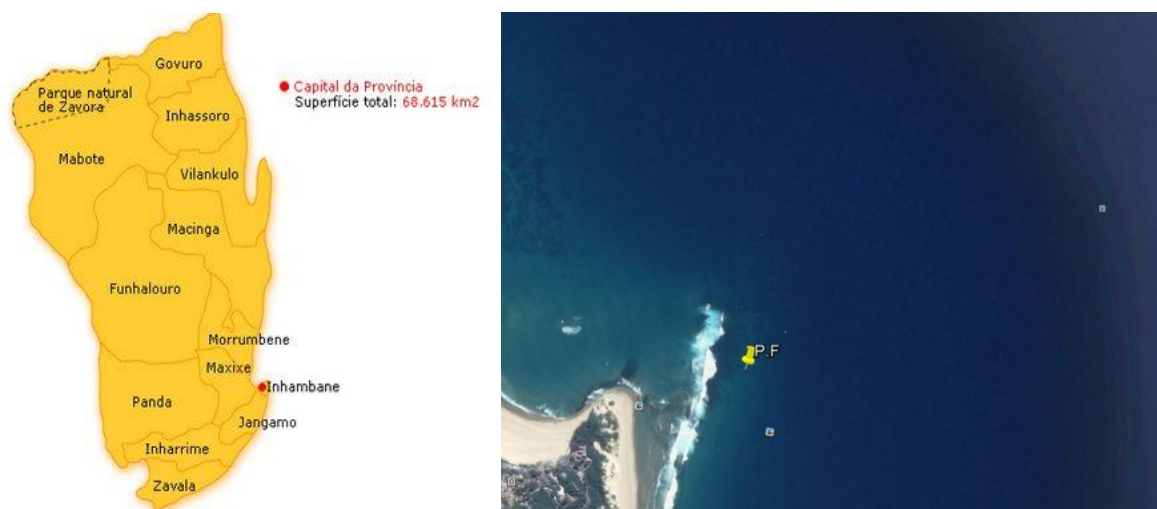 Govuro
Parque natural
de Zavora
Capital da Província
Superfície total: 68.615 km2
Inhassoro
Mabote
Vilankulo
Macinga
Funhalouro
Morrumbene
Maxixe
Inhambane
Panda
Jangamo
Inharrime
Zavala
P.F